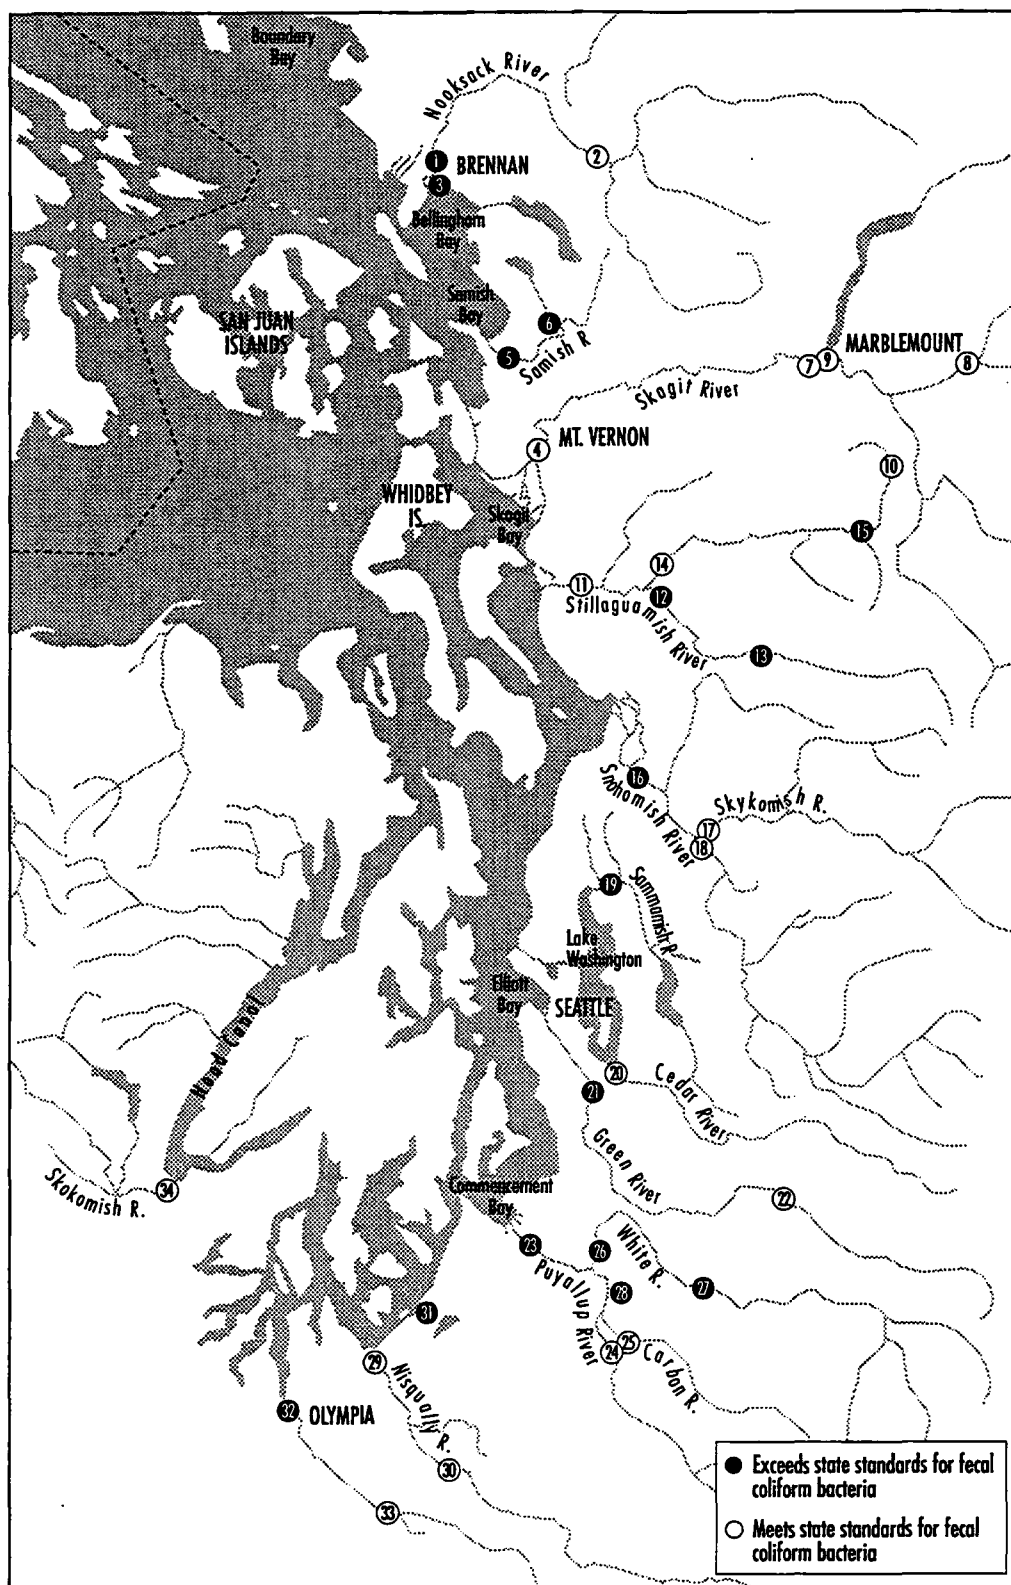 Boundary
Bay
Nooksack River
2
1
BRENNAN
3
Bellingham
Bay
Samish
Bay
6
SAN JUAN
ISLANDS
5
Samish R
MARBLEMOUNT
7
9
8
Skagit River
4
MT. VERNON
10
WHIDBEY
IS.
Skagit
Bay
15
14
11
12
Stillaguamish River
13
16
Snohomish River
Skykomish R.
17
18
19
Sammamish R
Lake
Washington
Elliott
Bay
SEATTLE
Hood Canal
20
21
Cedar River
Green River
34
Skokomish R.
Commencement
Bay
22
23
26
White R.
27
28
Puyallup
River
31
25
24
Carbon R.
29
Nisqually R.
32
OLYMPIA
30
33
Exceeds state standards for fecal
coliform bacteria
Meets state standards for fecal
coliform bacteria